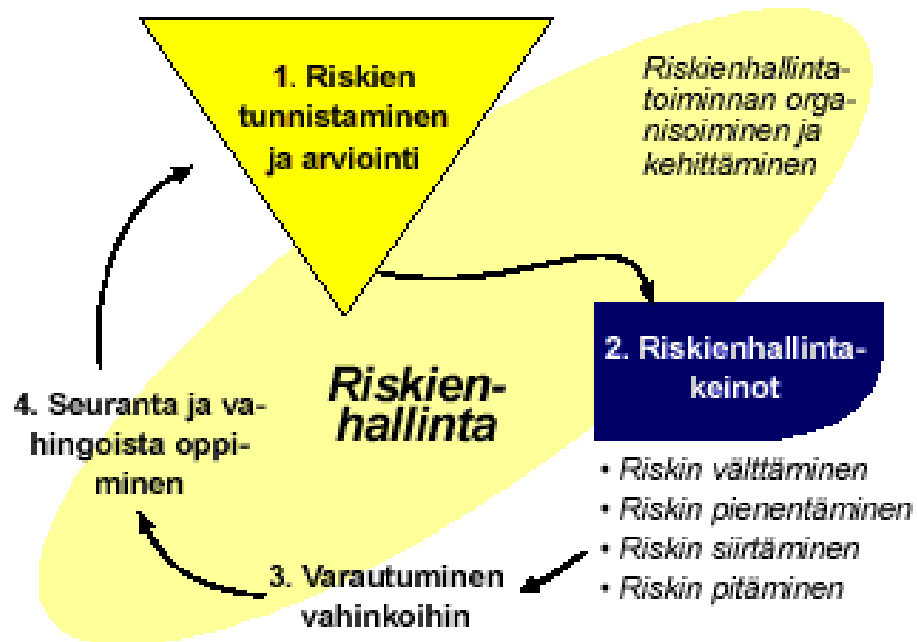 1. Riskien
tunnistaminen
ja arviointi
Riskienhallinta-
toiminnan orga-
nisoiminen ja
kehittäminen
2. Riskienhallinta-
keinot
• Riskin välttäminen
• Riskin pienentäminen
• Riskin siirtäminen
• Riskin pitäminen
3. Varautuminen
vahinkoihin
4. Seuranta ja va-
hingoista oppi-
minen
Riskien-
hallinta